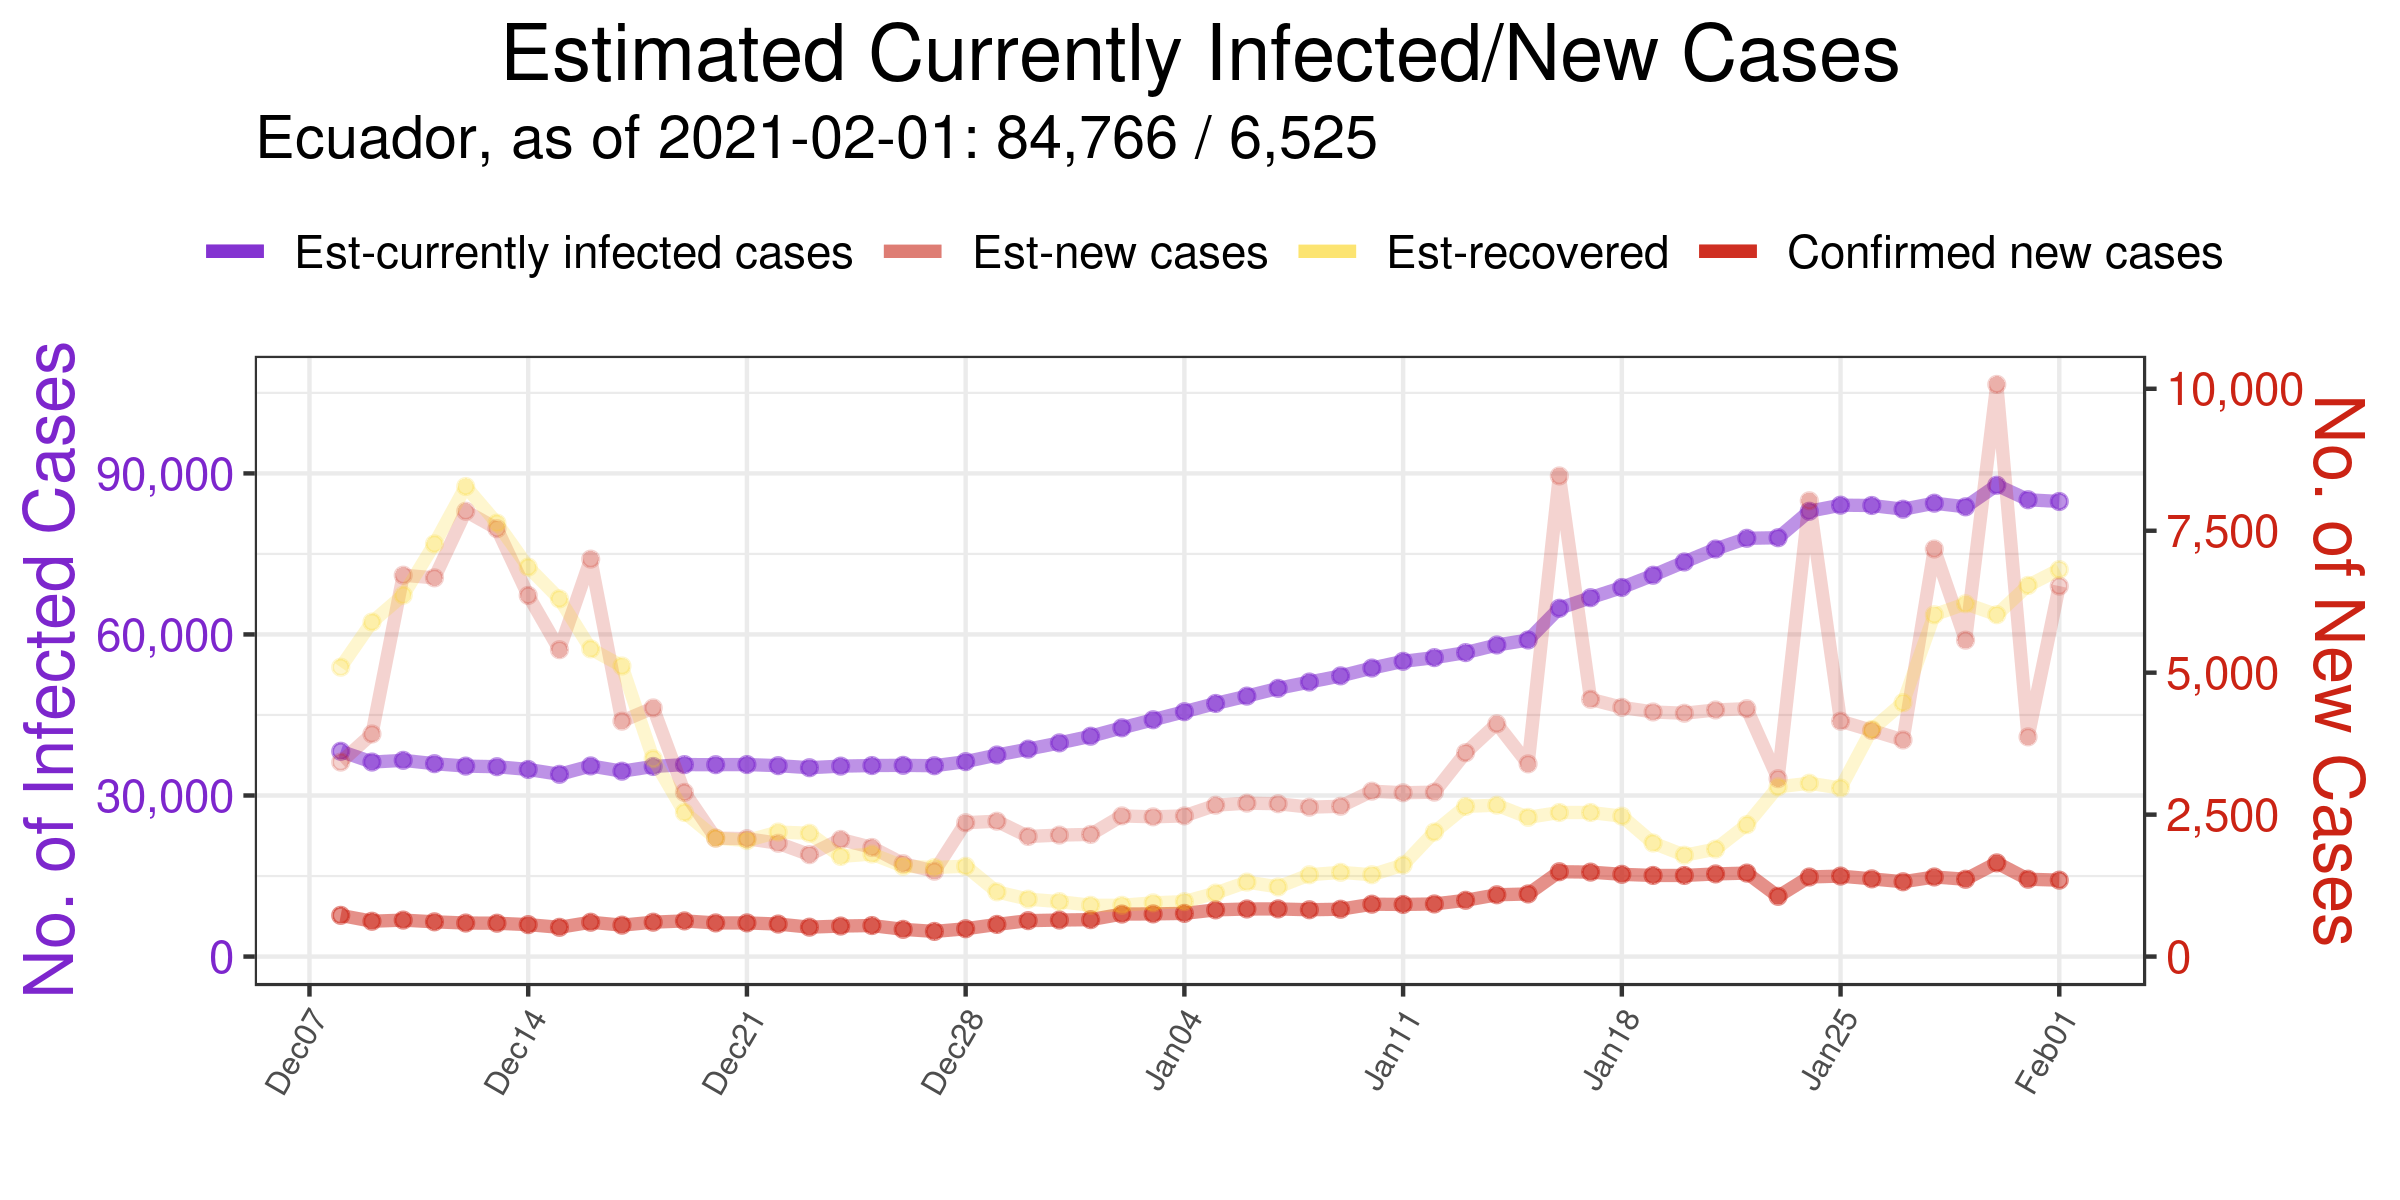 Estimated Currently Infected/New Cases
Ecuador, as of 2021-02-01: 84,766 / 6,525
Est-currently infected cases Est-new cases Est-recovered Confirmed new cases
No. of Infected Cases
90,000
60,000
30,000
0
10,000
7,500
5,000
2,500
0
No. of New Cases
Dec07 Dec14 Dec21 Dec28 Jan04 Jan11 Jan18 Jan25 Feb01